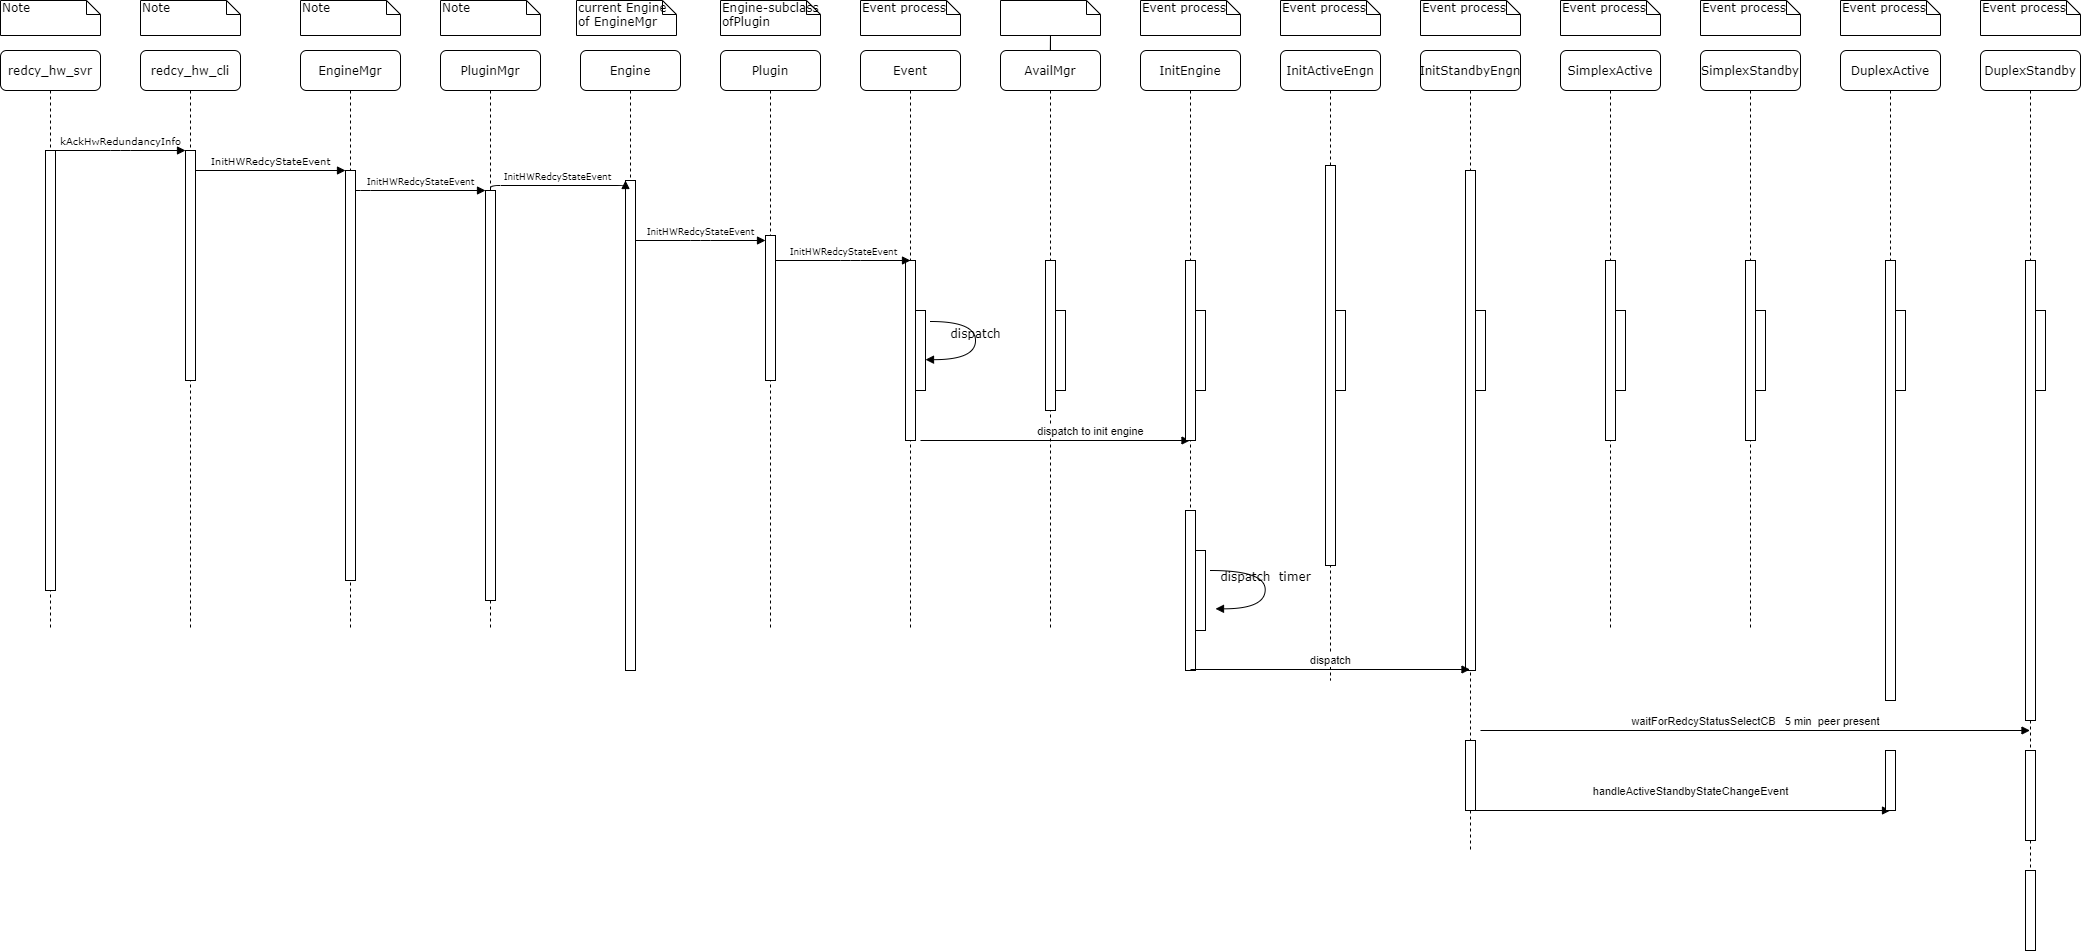 Note
Note
Note
Note
current Engine
of EngineMgr
Engine-subclass
ofPlugin
Event process
Event process
Event process
Event process
Event process
Event process
Event process
Event process
redcy_hw_svr
redcy_hw_cli
EngineMgr
PluginMgr
Engine
Plugin
Event
AvailMgr
InitEngine
InitActiveEngn
InitStandbyEngn
SimplexActive
SimplexStandby
DuplexActive
DuplexStandby
kAckHwRedundancyInfo
InitHWRedcyStateEvent
InitHWRedcyStateEvent
InitHWRedcyStateEvent
InitHWRedcyStateEvent
InitHWRedcyStateEvent
dispatch
dispatch to init engine
dispatch timer
dispatch
waitForRedcyStatusSelectCB 5 min peer present
handleActiveStandbyStateChangeEvent